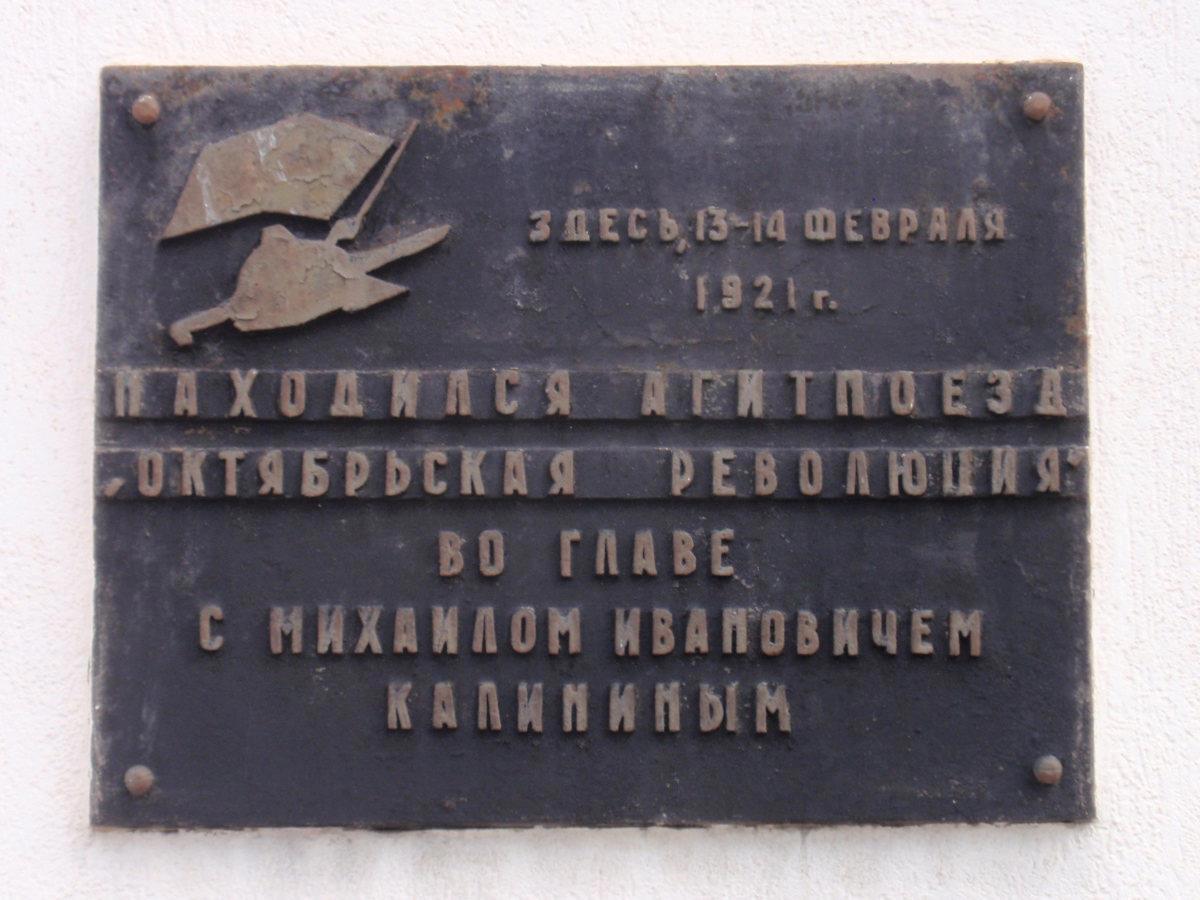 ЗДЕСЬ, 13-14 ФЕВРАЛЯ
1921 г.
НАХОДИЛСЯ АГИТПОЕЗД
"ОКТЯБРЬСКАЯ РЕВОЛЮЦИЯ"
ВО ГЛАВЕ
С МИХАИЛОМ ИВАНОВИЧЕМ
КАЛИНИНЫМ